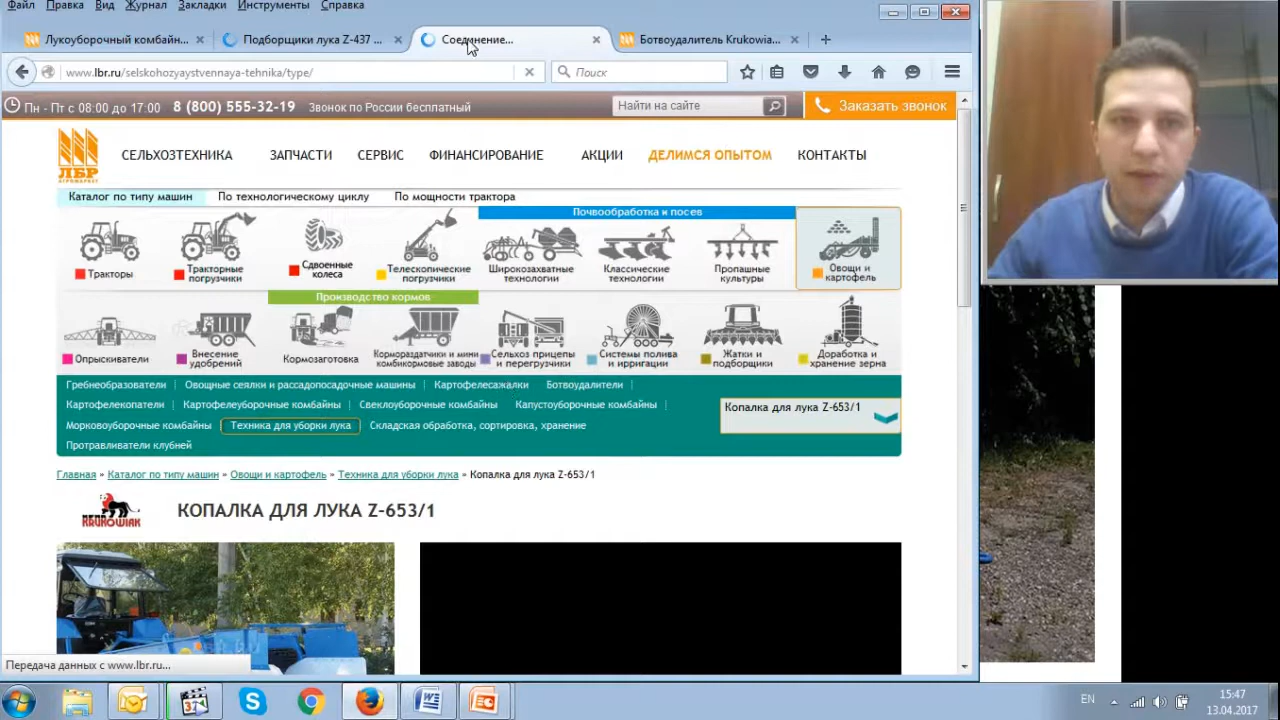 Файл Правка Вид Журнал Закладки Инструменты Справка
Лукоуборочный комбайн... Подборщики лука Z-437 ... Соединение... Ботвоудалитель Krukowia...
www.lbr.ru/selskohozyaystvennaya-tehnika/type/ Поиск
Пн - Пт с 08:00 до 17:00 8 (800) 555-32-19 Звонок по России бесплатный Найти на сайте Заказать звонок
ЛБР
АГРОМАРКЕТ
СЕЛЬХОЗТЕХНИКА ЗАПЧАСТИ СЕРВИС ФИНАНСИРОВАНИЕ АКЦИИ ДЕЛИМСЯ ОПЫТОМ КОНТАКТЫ
Каталог по типу машин По технологическому циклу По мощности трактора
Почвообработка и посев
Тракторы
Тракторные погрузчики
Сдвоенные колеса
Телескопические погрузчики
Широкозахватные технологии
Классические технологии
Пропашные культуры
Овощи и картофель
Производство кормов
Опрыскиватели
Внесение удобрений
Кормозаготовка
Кормораздатчики и мини комбикормовые заводы
Сельхоз прицепы и перегрузчики
Системы полива и ирригации
Жатки и подборщики
Доработка и хранение зерна
Гребнеобразователи Овощные сеялки и рассадопосадочные машины Картофелесажалки Ботвоудалители
Картофелекопатели Картофелеуборочные комбайны Свеклоуборочные комбайны Капустоуборочные комбайны
Копалка для лука Z-653/1
Морковоуборочные комбайны Техника для уборки лука Складская обработка, сортировка, хранение
Протравливатели клубней
Главная » Каталог по типу машин » Овощи и картофель » Техника для уборки лука » Копалка для лука Z-653/1
KRUKOWIAK
КОПАЛКА ДЛЯ ЛУКА Z-653/1
Передача данных с www.lbr.ru...
EN
15:47
13.04.2017